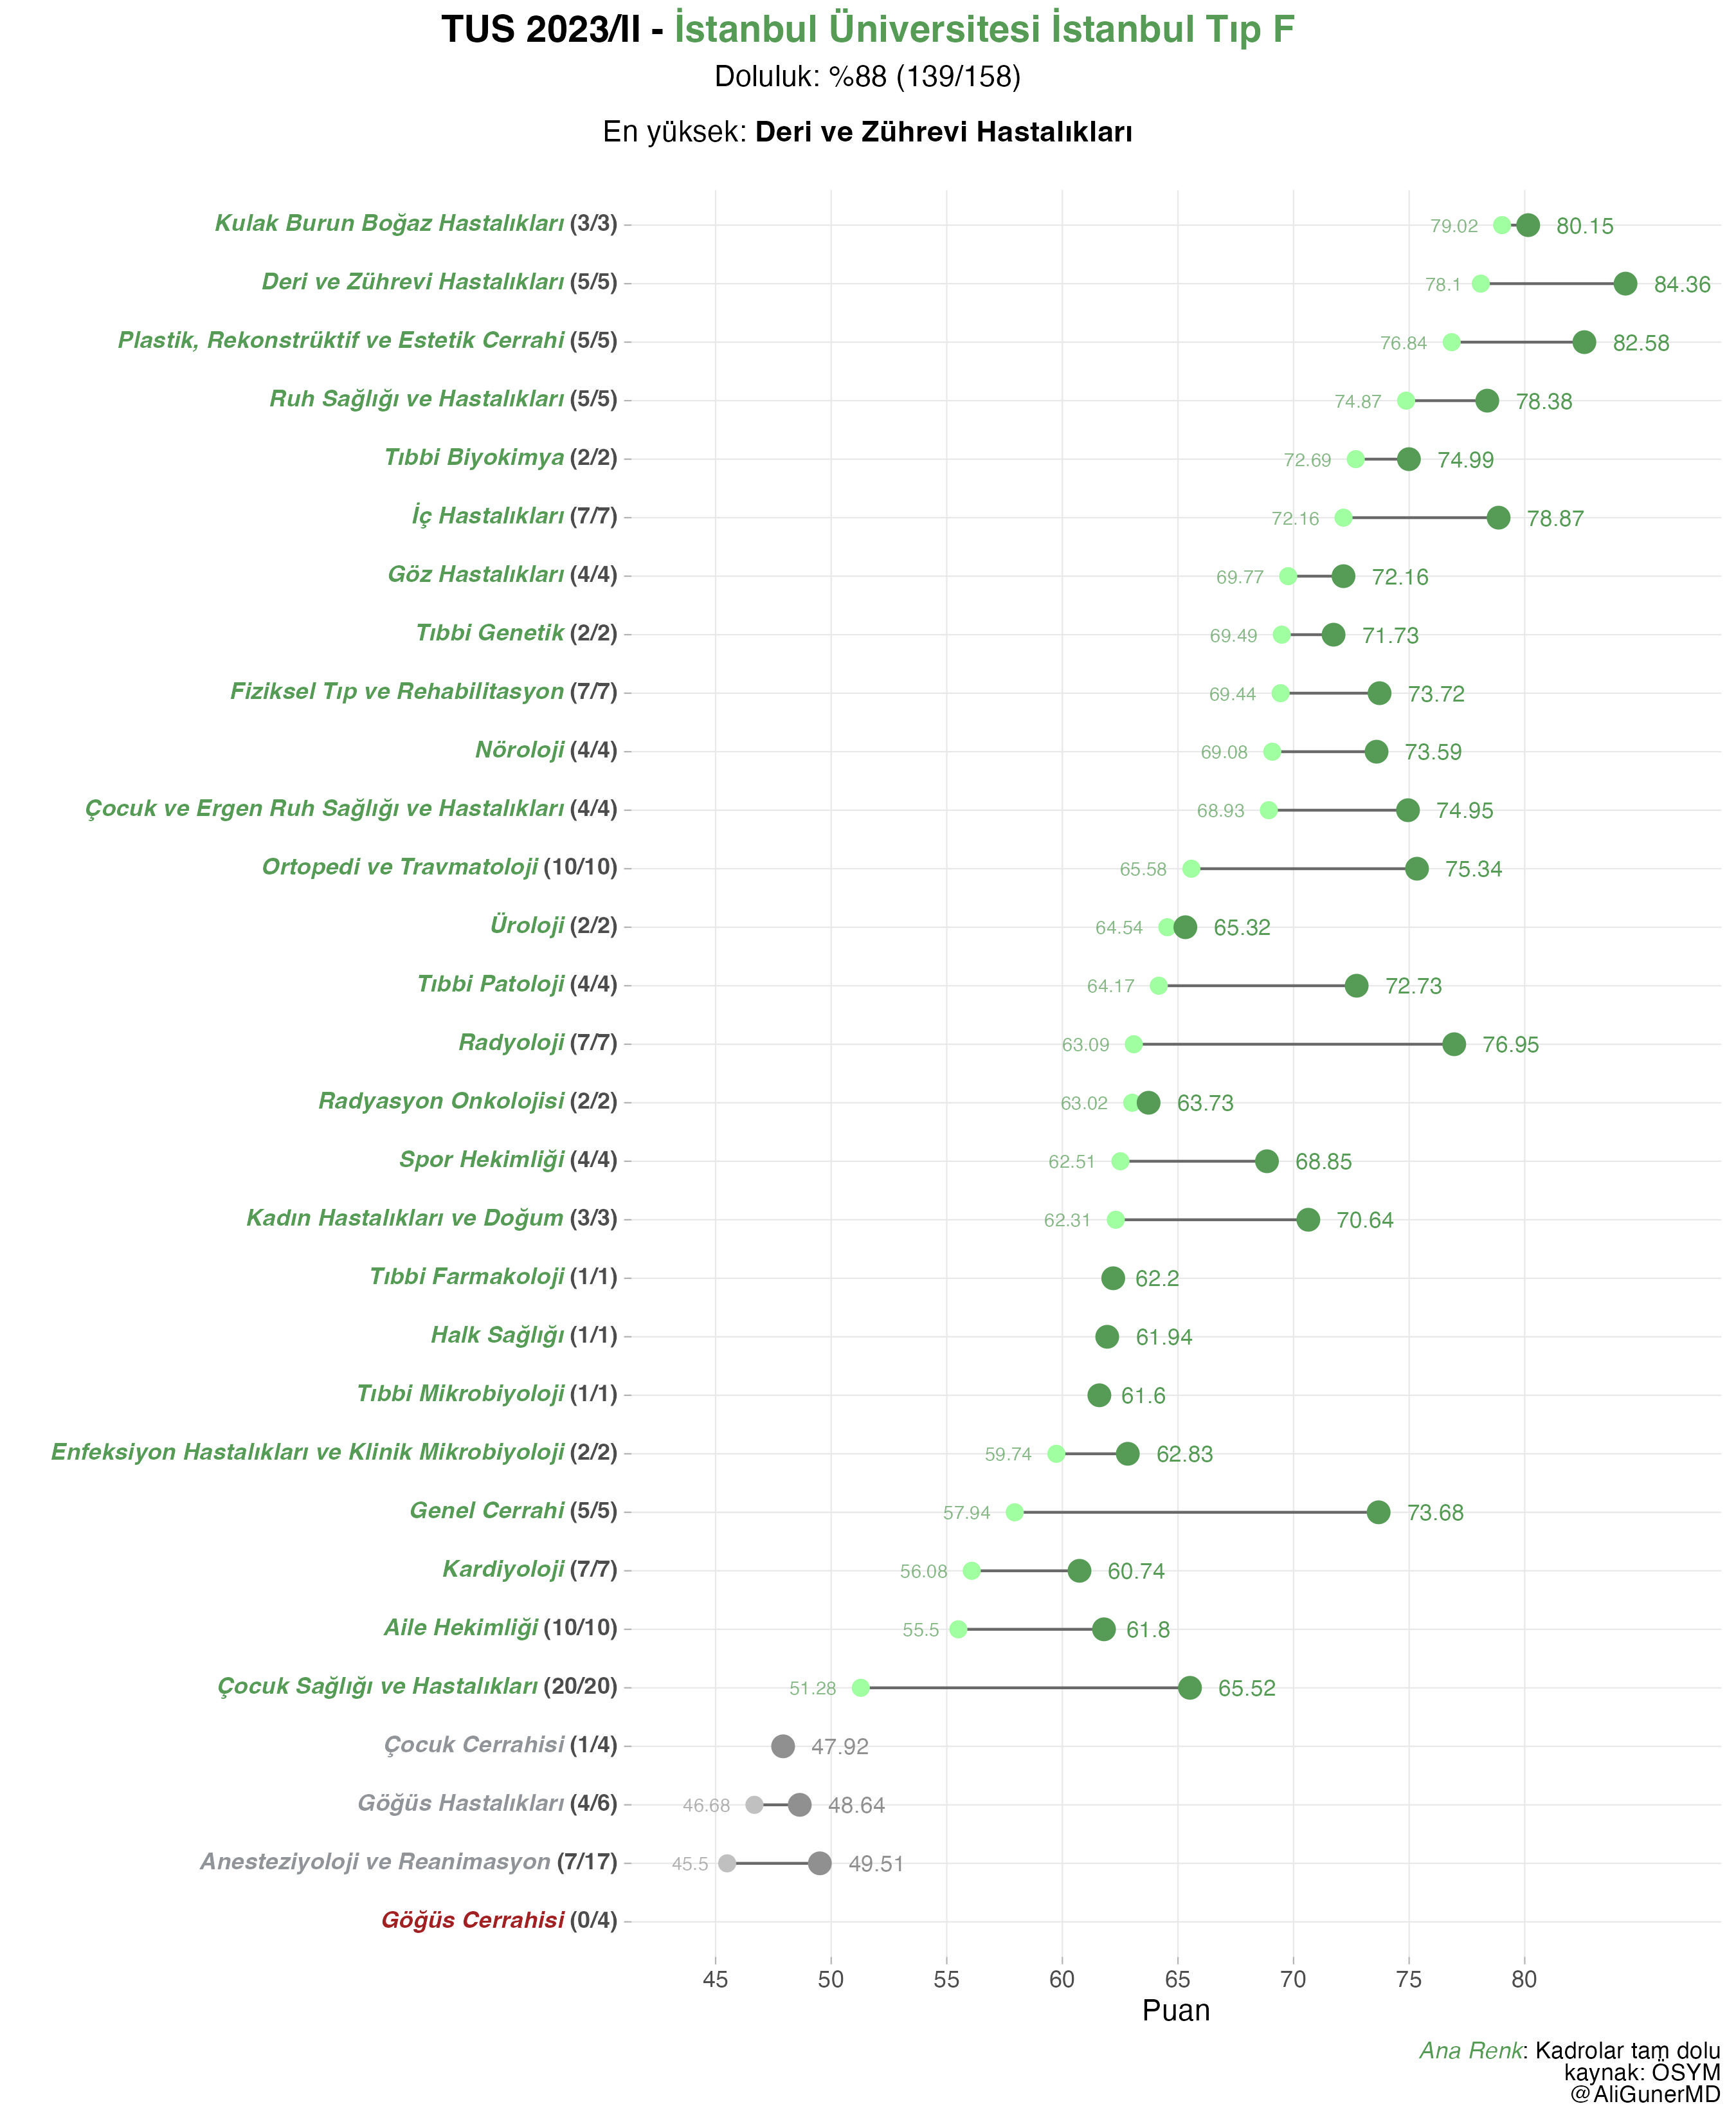 TUS 2023/II - İstanbul Üniversitesi İstanbul Tıp F
Doluluk: %88 (139/158)
En yüksek: Deri ve Zührevi Hastalıkları
Kulak Burun Boğaz Hastalıkları (3/3) 79.02 80.15
Deri ve Zührevi Hastalıkları (5/5) 78.1 84.36
Plastik, Rekonstrüktif ve Estetik Cerrahi (5/5) 76.84 82.58
Ruh Sağlığı ve Hastalıkları (5/5) 74.87 78.38
Tıbbi Biyokimya (2/2) 72.69 74.99
İç Hastalıkları (7/7) 72.16 78.87
Göz Hastalıkları (4/4) 69.77 72.16
Tıbbi Genetik (2/2) 69.49 71.73
Fiziksel Tıp ve Rehabilitasyon (7/7) 69.44 73.72
Nöroloji (4/4) 69.08 73.59
Çocuk ve Ergen Ruh Sağlığı ve Hastalıkları (4/4) 68.93 74.95
Ortopedi ve Travmatoloji (10/10) 65.58 75.34
Üroloji (2/2) 64.54 65.32
Tıbbi Patoloji (4/4) 64.17 72.73
Radyoloji (7/7) 63.09 76.95
Radyasyon Onkolojisi (2/2) 63.02 63.73
Spor Hekimliği (4/4) 62.51 68.85
Kadın Hastalıkları ve Doğum (3/3) 62.31 70.64
Tıbbi Farmakoloji (1/1) 62.2
Halk Sağlığı (1/1) 61.94
Tıbbi Mikrobiyoloji (1/1) 61.6
Enfeksiyon Hastalıkları ve Klinik Mikrobiyoloji (2/2) 59.74 62.83
Genel Cerrahi (5/5) 57.94 73.68
Kardiyoloji (7/7) 56.08 60.74
Aile Hekimliği (10/10) 55.5 61.8
Çocuk Sağlığı ve Hastalıkları (20/20) 51.28 65.52
Çocuk Cerrahisi (1/4) 47.92
Göğüs Hastalıkları (4/6) 46.68 48.64
Anesteziyoloji ve Reanimasyon (7/17) 45.5 49.51
Göğüs Cerrahisi (0/4)
45 50 55 60 65 70 75 80
Puan
Ana Renk: Kadrolar tam dolu
kaynak: ÖSYM
@AliGunerMD